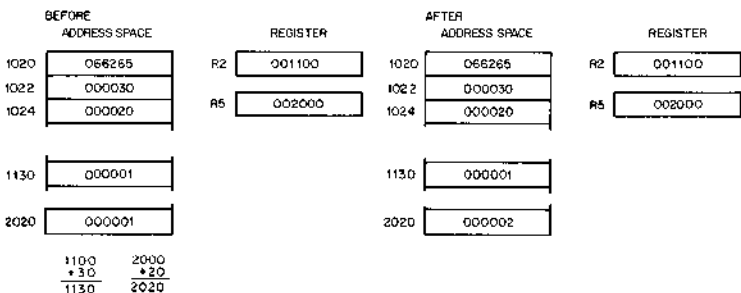 BEFORE AFTER
ADDRESS SPACE REGISTER ADDRESS SPACE REGISTER
1020 066265 R2 001100 1020 066265 R2 001100
1022 000030 1022 000030
1024 000020 R5 002000 1024 000020 R5 002000
1130 000001 1130 000001
2020 000001 2020 000002
1100 2000
+30 +20
1130 2020